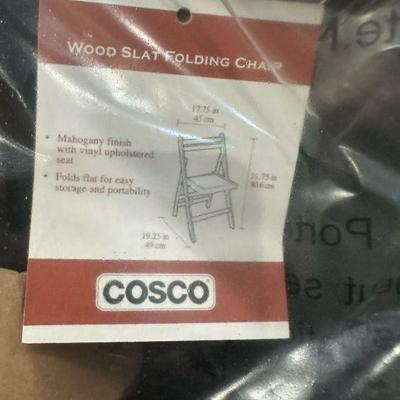 WOOD SLAT FOLDING CHAIR
17.75 in
45 cm
• Mahogany finish
with vinyl upholstered
seat
• Folds flat for easy
storage and portability
31.75 in
80.6 cm
19.25 in
49 cm
COSCO